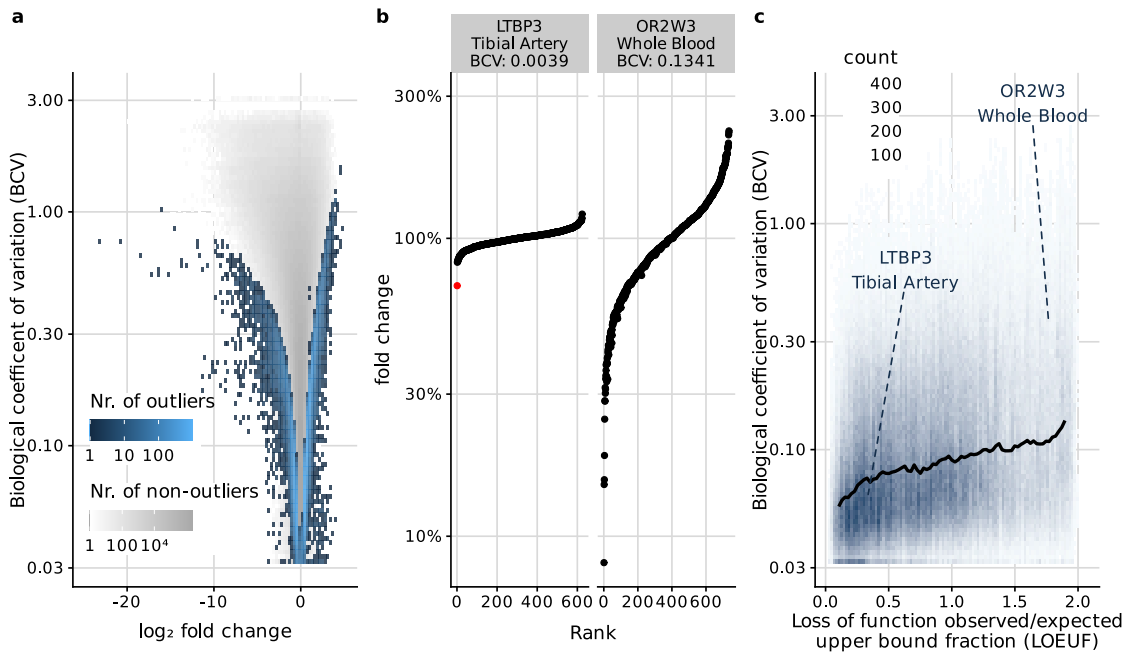 a
3.00
1.00
0.30
0.10
0.03
Biological coefficient of variation (BCV)
Nr. of outliers
1 10 100
Nr. of non-outliers
1 100 10⁴
-20 -10 0
log₂ fold change
b
LTBP3
Tibial Artery
BCV: 0.0039
OR2W3
Whole Blood
BCV: 0.1341
300%
100%
30%
10%
fold change
0 200 400 600
0 200 400 600
Rank
c
count
400
300
200
100
OR2W3
Whole Blood
LTBP3
Tibial Artery
3.00
1.00
0.30
0.10
0.03
Biological coefficient of variation (BCV)
0.0 0.5 1.0 1.5 2.0
Loss of function observed/expected
upper bound fraction (LOEUF)